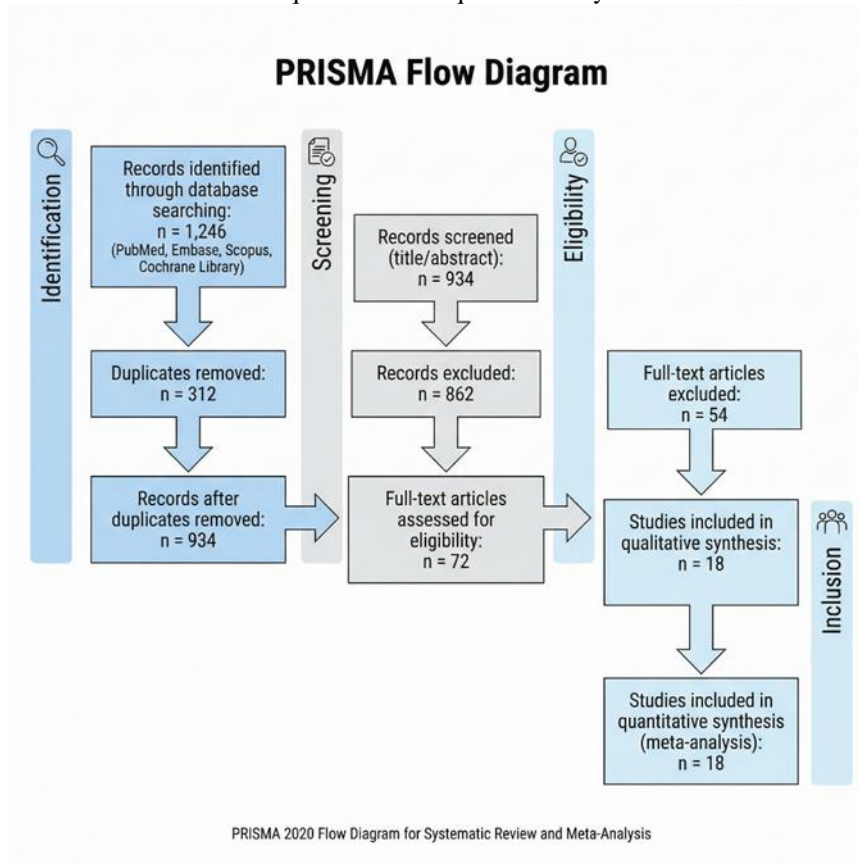 PRISMA Flow Diagram
Identification
Records identified
through database
searching:
n = 1,246
(PubMed, Embase, Scopus,
Cochrane Library)
Duplicates removed:
n = 312
Records after
duplicates removed:
n = 934
Screening
Records screened
(title/abstract):
n = 934
Records excluded:
n = 862
Full-text articles
assessed for
eligibility:
n = 72
Eligibility
Full-text articles
excluded:
n = 54
Studies included in
qualitative synthesis:
n = 18
Inclusion
Studies included in
quantitative synthesis
(meta-analysis):
n = 18
PRISMA 2020 Flow Diagram for Systematic Review and Meta-Analysis